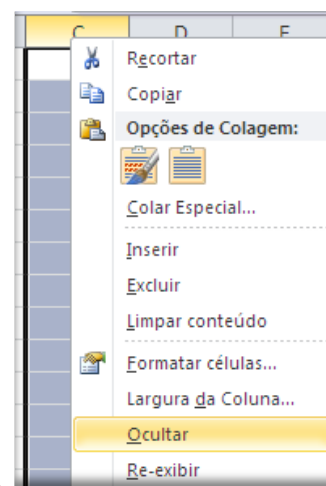 C D E
Recortar
Copiar
Opções de Colagem:
Colar Especial...
Inserir
Excluir
Limpar conteúdo
Formatar células...
Largura da Coluna...
Ocultar
Re-exibir